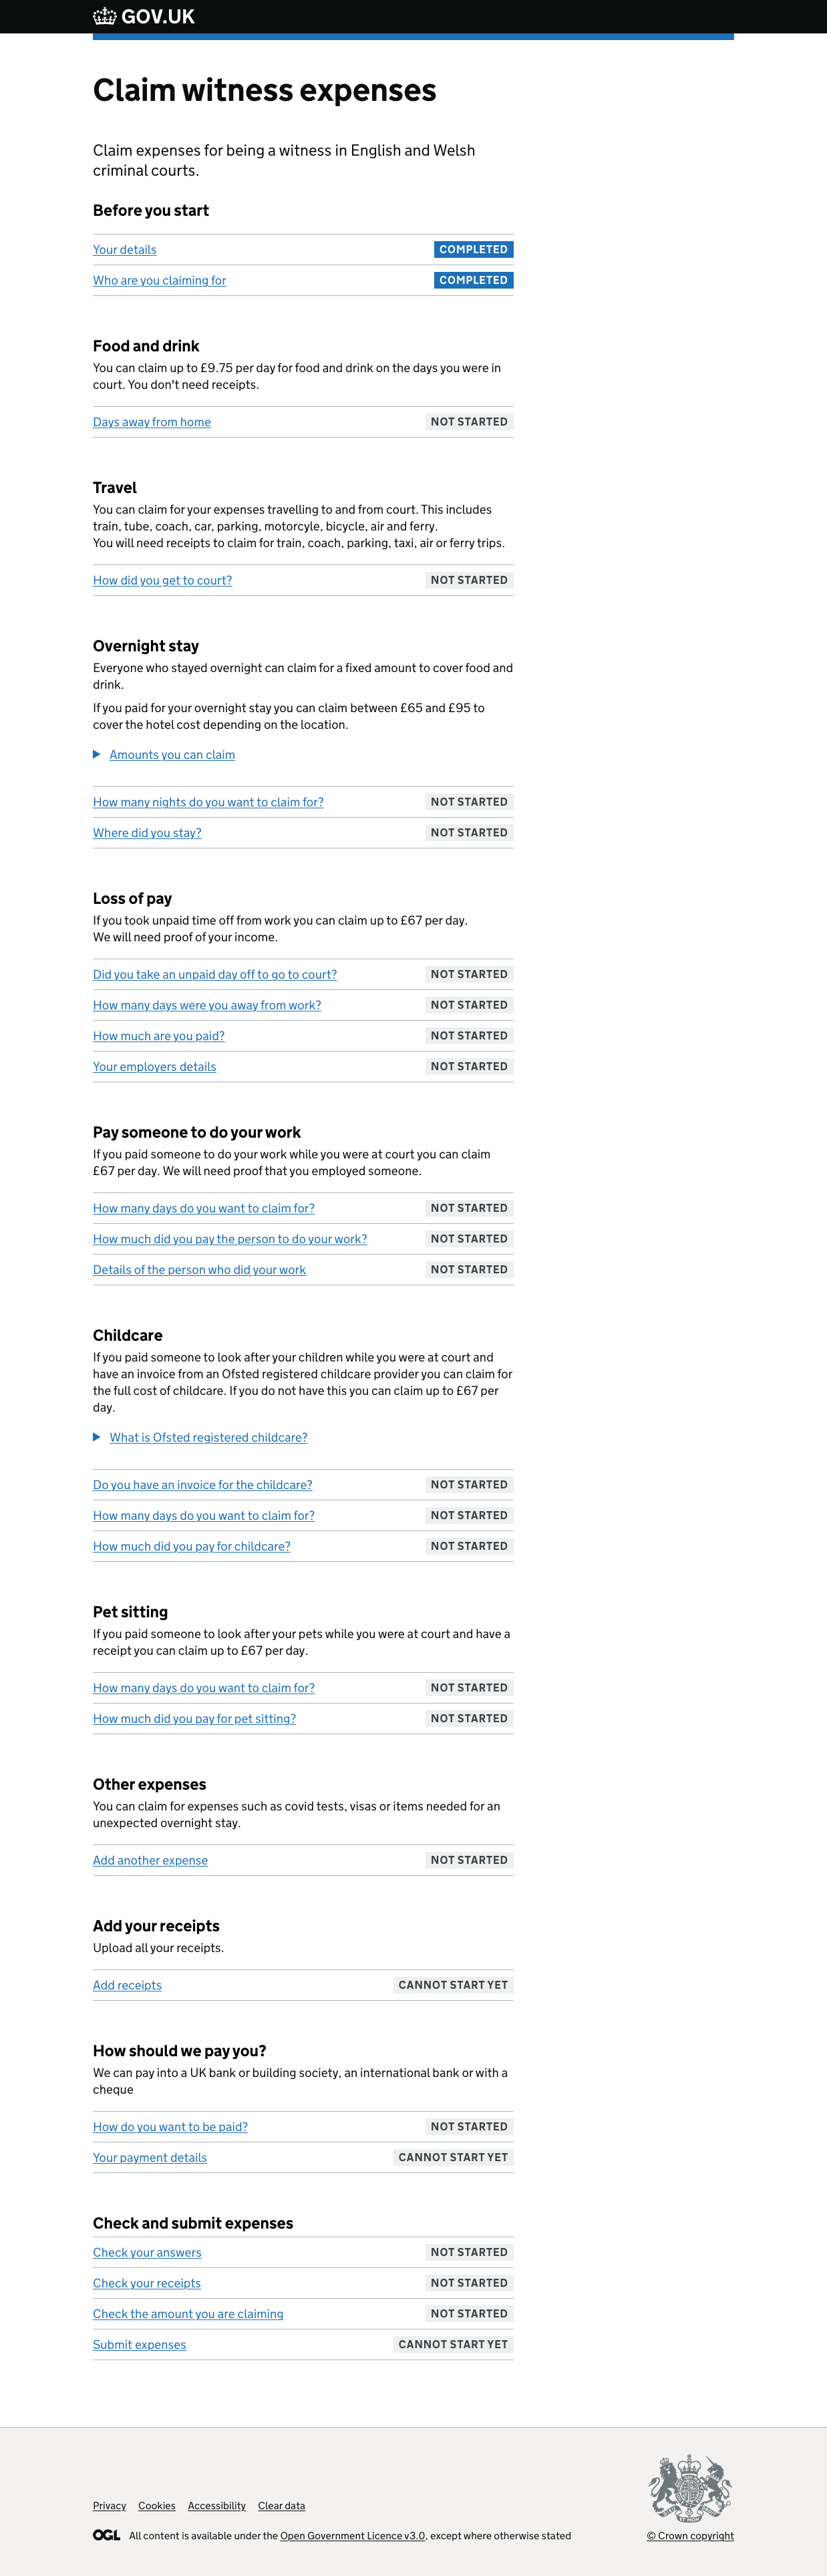 GOV.UK
Claim witness expenses
Claim expenses for being a witness in English and Welsh
criminal courts.
Before you start
Your details COMPLETED
Who are you claiming for COMPLETED
Food and drink
You can claim up to £9.75 per day for food and drink on the days you were in
court. You don't need receipts.
Days away from home NOT STARTED
Travel
You can claim for your expenses travelling to and from court. This includes
train, tube, coach, car, parking, motorcyle, bicycle, air and ferry.
You will need receipts to claim for train, coach, parking, taxi, air or ferry trips.
How did you get to court? NOT STARTED
Overnight stay
Everyone who stayed overnight can claim for a fixed amount to cover food and
drink.
If you paid for your overnight stay you can claim between £65 and £95 to
cover the hotel cost depending on the location.
Amounts you can claim
How many nights do you want to claim for? NOT STARTED
Where did you stay? NOT STARTED
Loss of pay
If you took unpaid time off from work you can claim up to £67 per day.
We will need proof of your income.
Did you take an unpaid day off to go to court? NOT STARTED
How many days were you away from work? NOT STARTED
How much are you paid? NOT STARTED
Your employers details NOT STARTED
Pay someone to do your work
If you paid someone to do your work while you were at court you can claim
£67 per day. We will need proof that you employed someone.
How many days do you want to claim for? NOT STARTED
How much did you pay the person to do your work? NOT STARTED
Details of the person who did your work NOT STARTED
Childcare
If you paid someone to look after your children while you were at court and
have an invoice from an Ofsted registered childcare provider you can claim for
the full cost of childcare. If you do not have this you can claim up to £67 per
day.
What is Ofsted registered childcare?
Do you have an invoice for the childcare? NOT STARTED
How many days do you want to claim for? NOT STARTED
How much did you pay for childcare? NOT STARTED
Pet sitting
If you paid someone to look after your pets while you were at court and have a
receipt you can claim up to £67 per day.
How many days do you want to claim for? NOT STARTED
How much did you pay for pet sitting? NOT STARTED
Other expenses
You can claim for expenses such as covid tests, visas or items needed for an
unexpected overnight stay.
Add another expense NOT STARTED
Add your receipts
Upload all your receipts.
Add receipts CANNOT START YET
How should we pay you?
We can pay into a UK bank or building society, an international bank or with a
cheque
How do you want to be paid? NOT STARTED
Your payment details CANNOT START YET
Check and submit expenses
Check your answers NOT STARTED
Check your receipts NOT STARTED
Check the amount you are claiming NOT STARTED
Submit expenses CANNOT START YET
Privacy Cookies Accessibility Clear data
OGL All content is available under the Open Government Licence v3.0, except where otherwise stated
© Crown copyright